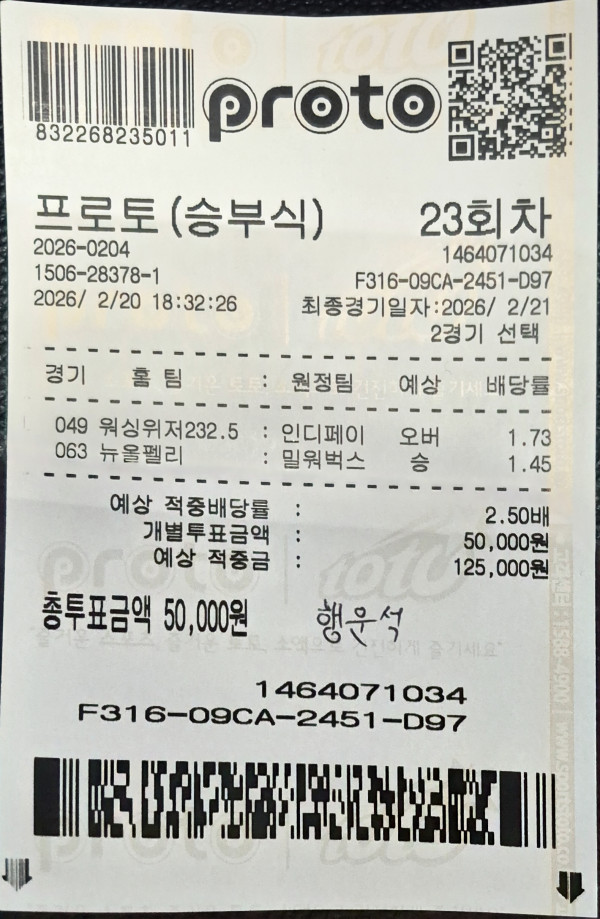 proto
832268235011
프로토(승부식) 23회차
2026-0204 1464071034
1506-28378-1 F316-09CA-2451-D97
2026/ 2/20 18:32:26 최종경기일자:2026/ 2/21
2경기 선택
경기 홈 팀 : 원정팀 예상 배당률
049 워싱위저232.5 : 인디페이 오버 1.73
063 뉴올펠리 : 밀워벅스 승 1.45
예상 적중배당률 : 2.50배
개별투표금액 : 50,000원
예상 적중금 : 125,000원
총투표금액 50,000원 행운석
1464071034
F316-09CA-2451-D97